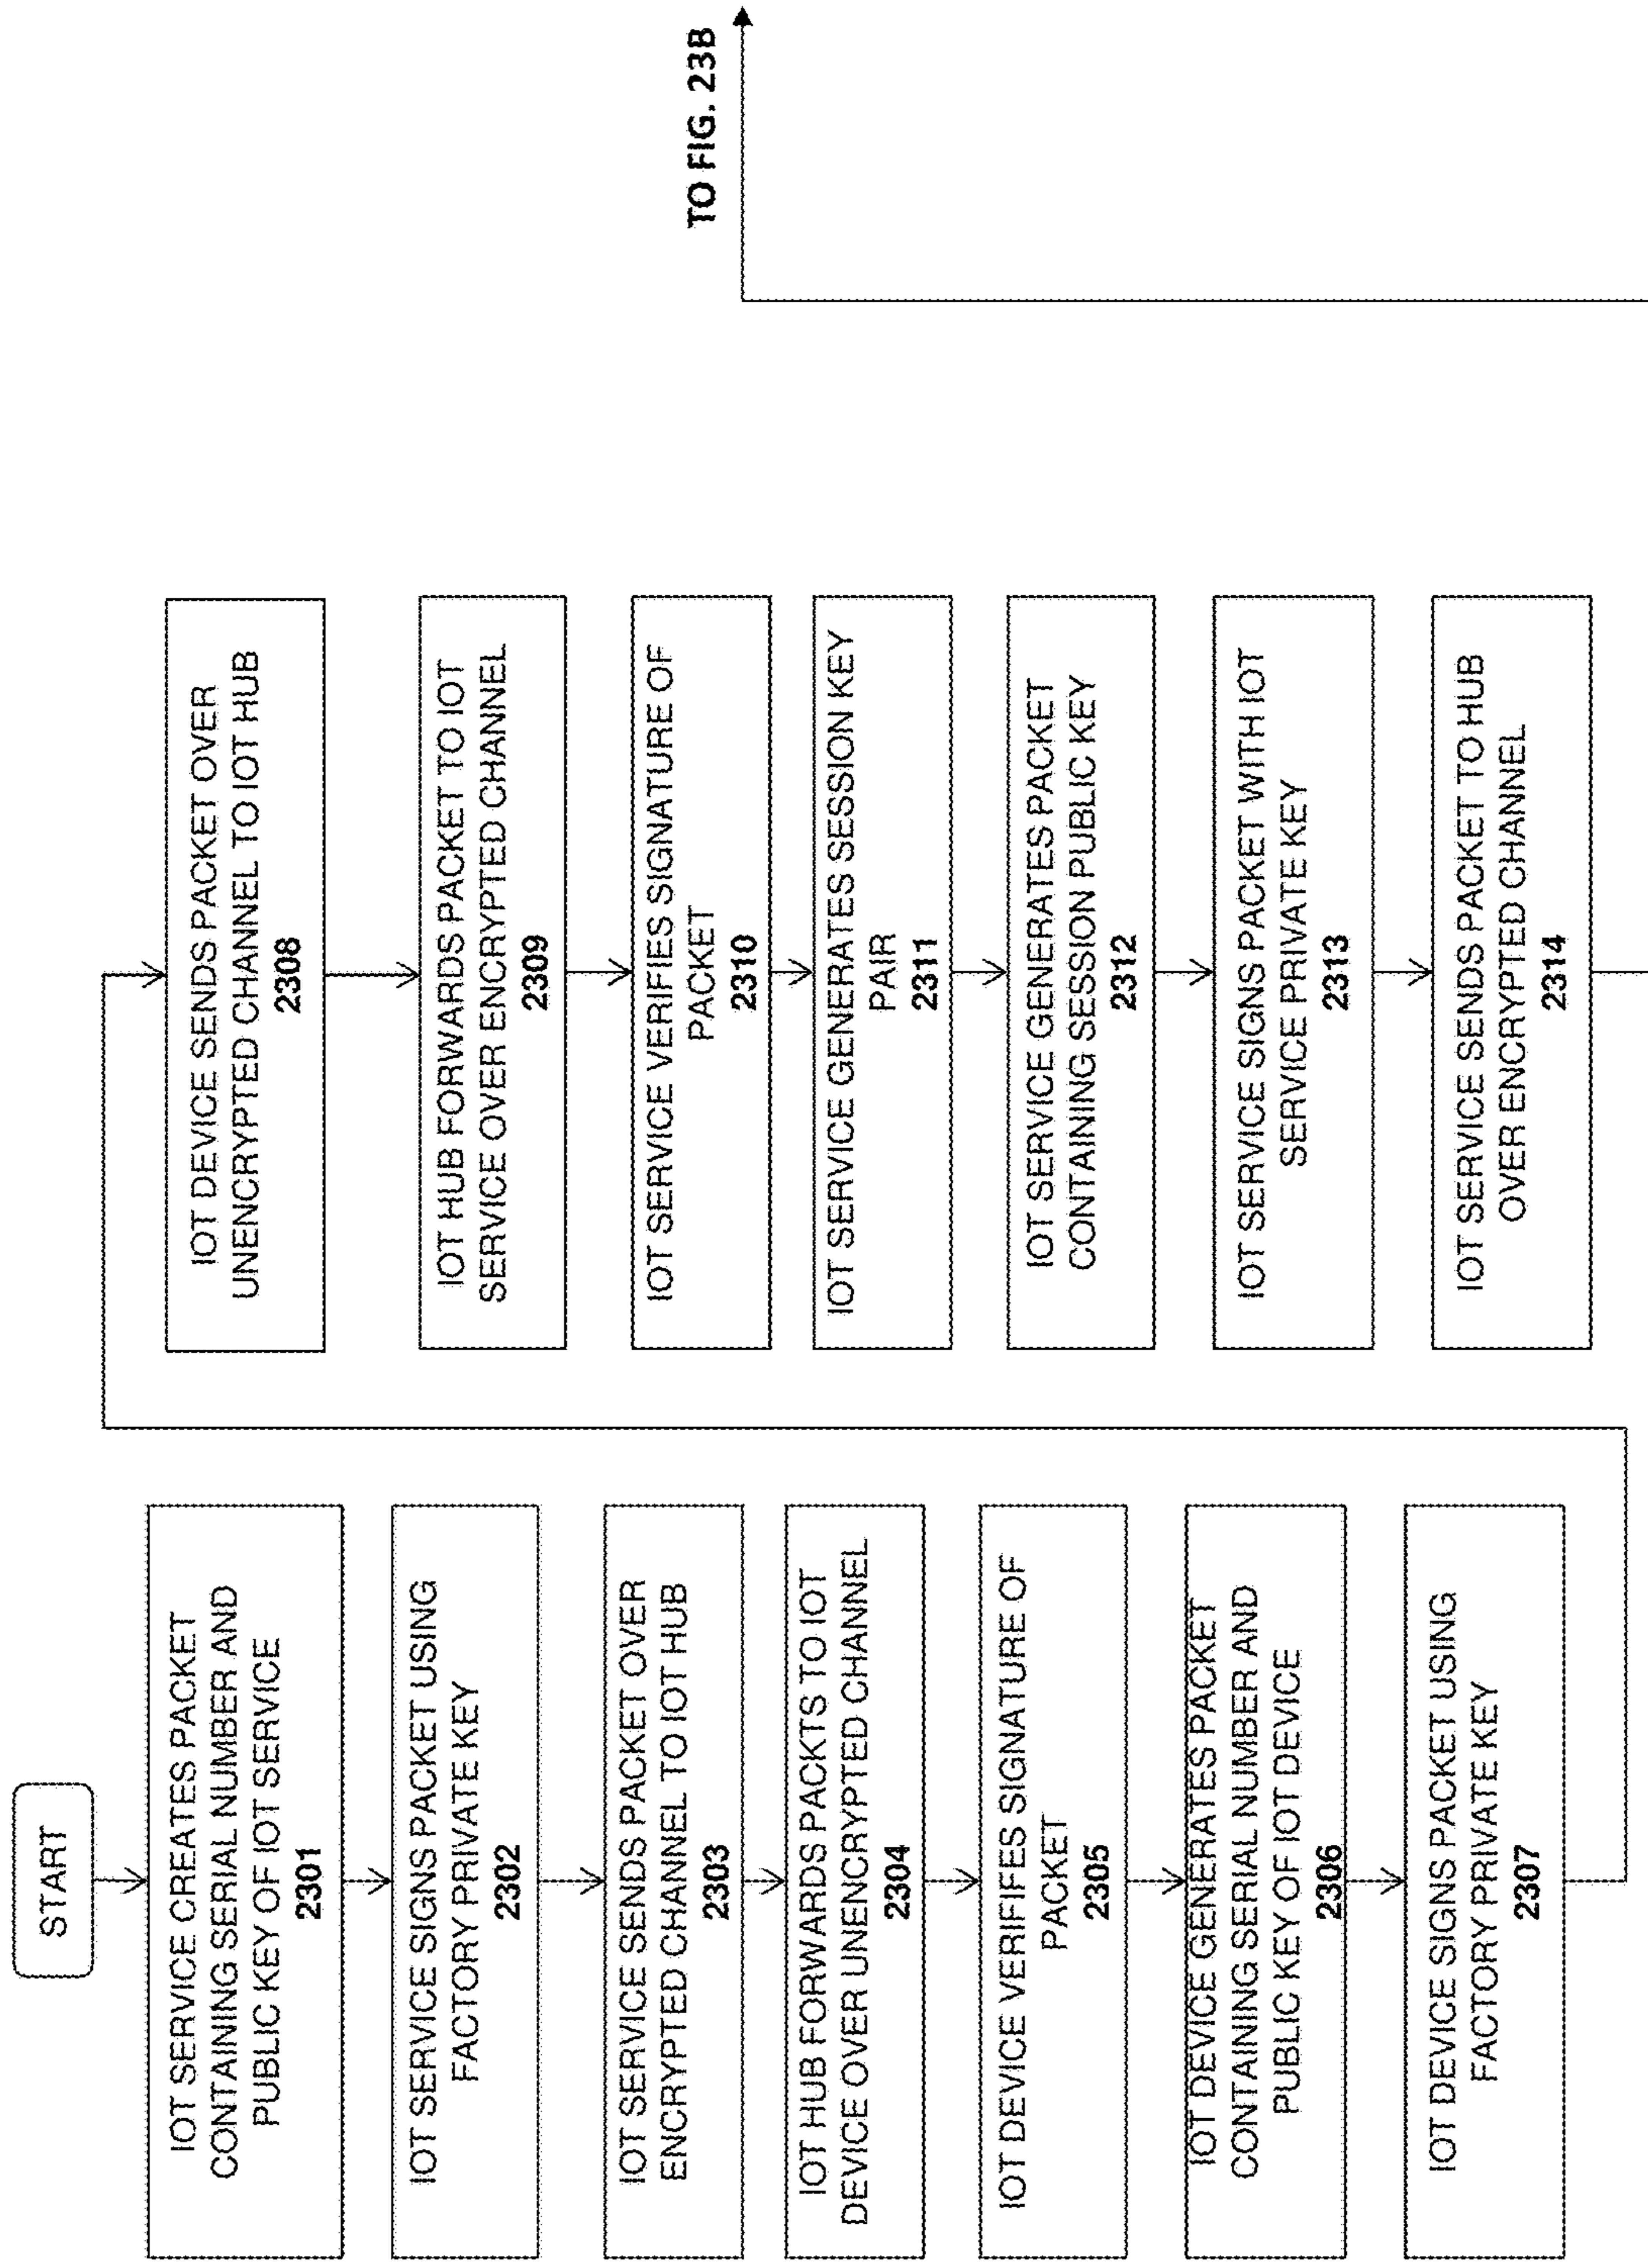 START
IOT SERVICE CREATES PACKET
CONTAINING SERIAL NUMBER AND
PUBLIC KEY OF IOT SERVICE
2301
IOT SERVICE SIGNS PACKET USING
FACTORY PRIVATE KEY
2302
IOT SERVICE SENDS PACKET OVER
ENCRYPTED CHANNEL TO IOT HUB
2303
IOT HUB FORWARDS PACKTS TO IOT
DEVICE OVER UNENCRYPTED CHANNEL
2304
IOT DEVICE VERIFIFES SIGNATURE OF
PACKET
2305
IOT DEVICE GENERATES PACKET
CONTAINING SERIAL NUMBER AND
PUBLIC KEY OF IOT DEVICE
2306
IOT DEVICE SIGNS PACKET USING
FACTORY PRIVATE KEY
2307
IOT DEVICE SENDS PACKET OVER
UNENCRYPTED CHANNEL TO IOT HUB
2308
IOT HUB FORWARDS PACKET TO IOT
SERVICE OVER ENCRYPTED CHANNEL
2309
IOT SERVICE VERIFIES SIGNATURE OF
PACKET
2310
IOT SERVICE GENERATES SESSION KEY
PAIR
2311
IOT SERVICE GENERATES PACKET
CONTAINING SESSION PUBLIC KEY
2312
IOT SERVICE SIGNS PACKET WITH IOT
SERVICE PRIVATE KEY
2313
IOT SERVICE SENDS PACKET TO HUB
OVER ENCRYPTED CHANNEL
2314
TO FIG. 23B